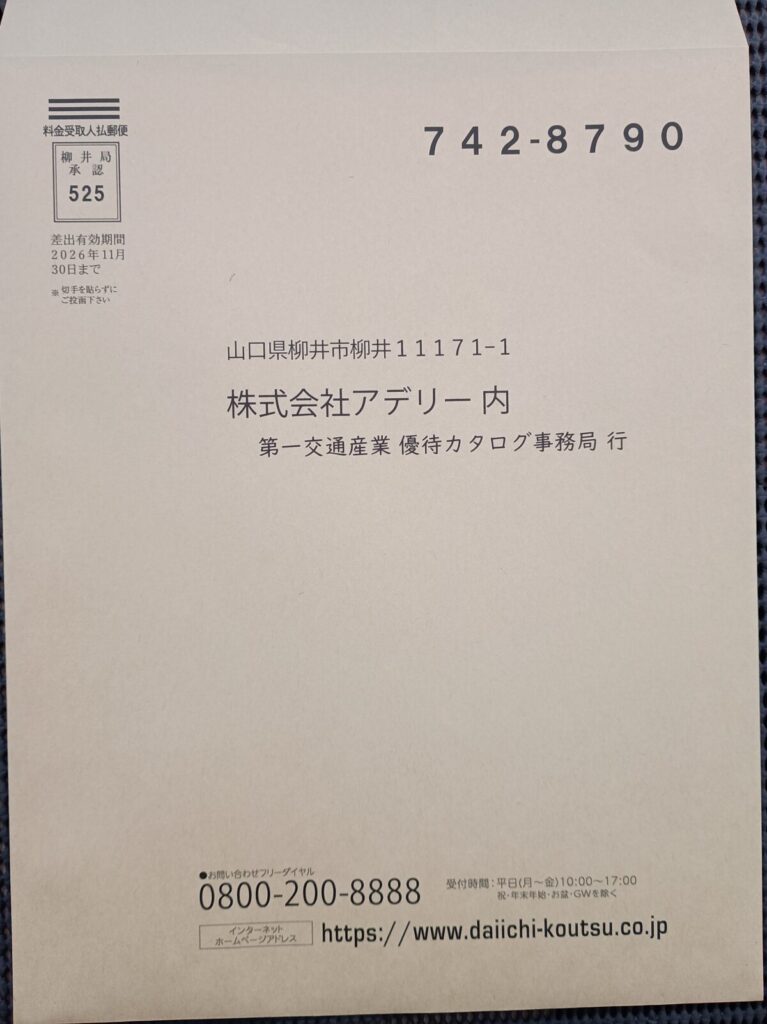 料金受取人払郵便
柳井局
承認
525
差出有効期間
2026年11月
30日まで
※切手を貼らずに
ご投函下さい
742-8790
山口県柳井市柳井11171-1
株式会社アデリー 内
第一交通産業 優待カタログ事務局 行
●お問い合わせフリーダイヤル
0800-200-8888
受付時間：平日(月～金)10:00～17:00
祝・年末年始・お盆・GWを除く
インターネット
ホームページアドレス
https://www.daiichi-koutsu.co.jp